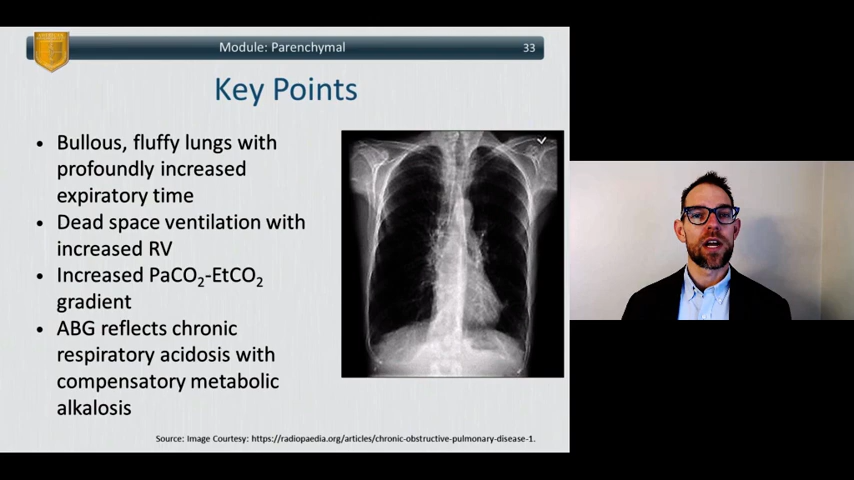 Module: Parenchymal
33
Key Points
• Bullous, fluffy lungs with
profoundly increased
expiratory time
• Dead space ventilation with
increased RV
• Increased PaCO₂-EtCO₂
gradient
• ABG reflects chronic
respiratory acidosis with
compensatory metabolic
alkalosis
Source: Image Courtesy: https://radiopaedia.org/articles/chronic-obstructive-pulmonary-disease-1.